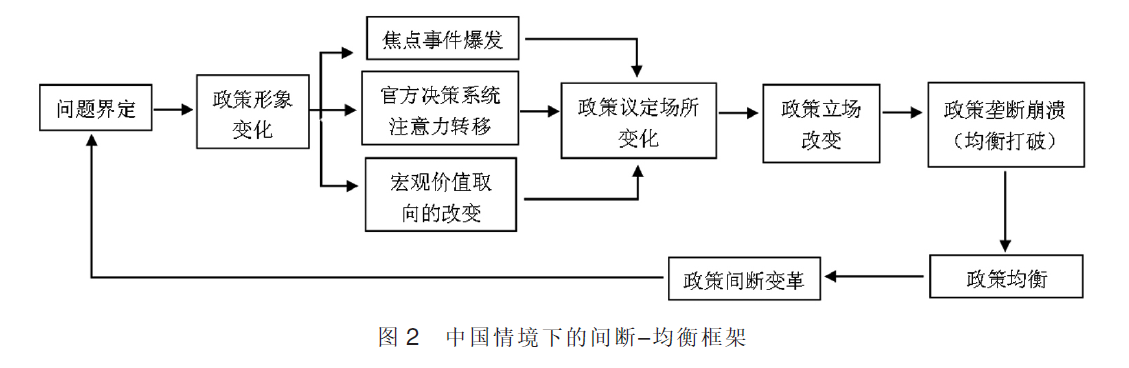 问题界定
政策形象
变化
焦点事件爆发
官方决策系统
注意力转移
宏观价值取
向的改变
政策议定场所
变化
政策立场
改变
政策垄断崩溃
（均衡打破）
政策均衡
政策间断变革
图 2 中国情境下的间断-均衡框架